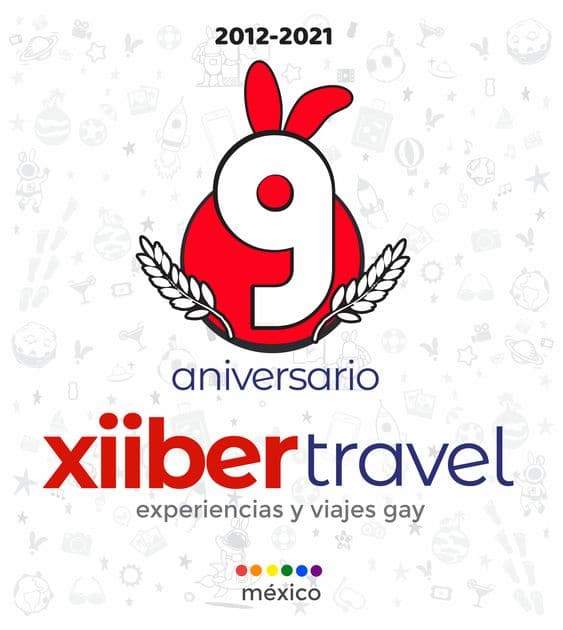 2012-2021
9
aniversario
xiibertravel
experiencias y viajes gay
méxico